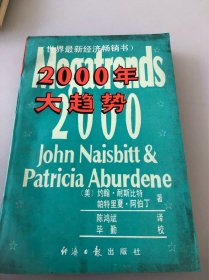 (世界最新经济畅销书)
Megatrends
2000年
大趋势
2000
John Naisbitt &
Patricia Aburdene
(美) 约翰·耐斯比特
帕特里夏·阿伯丁 著
陈鸿斌 译
毕勤 校
经济日报出版社